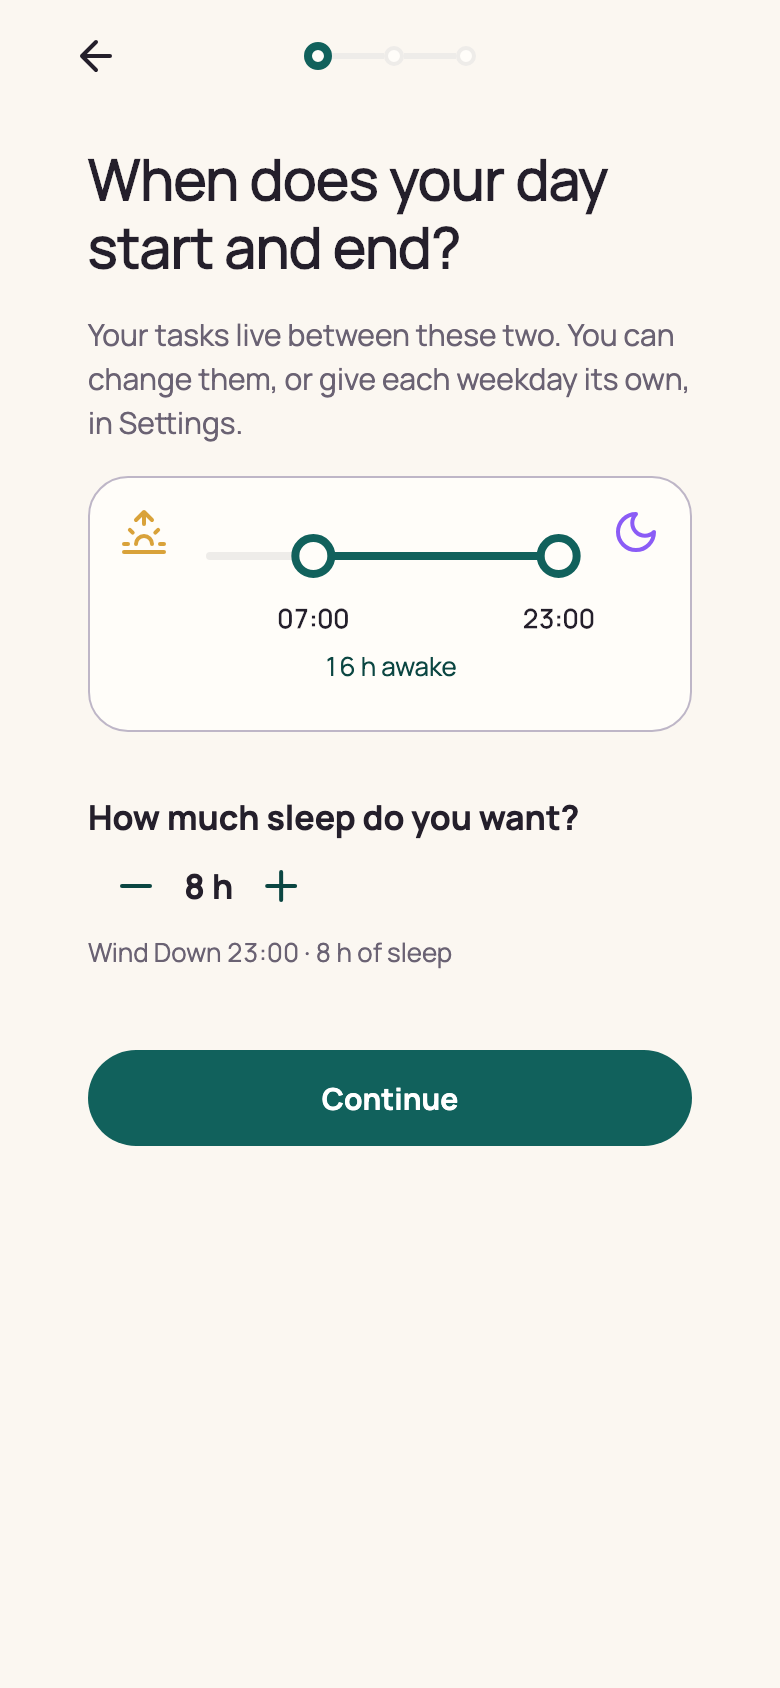 When does your day
start and end?
Your tasks live between these two. You can
change them, or give each weekday its own,
in Settings.
07:00 23:00
16 h awake
How much sleep do you want?
8 h
Wind Down 23:00 · 8 h of sleep
Continue